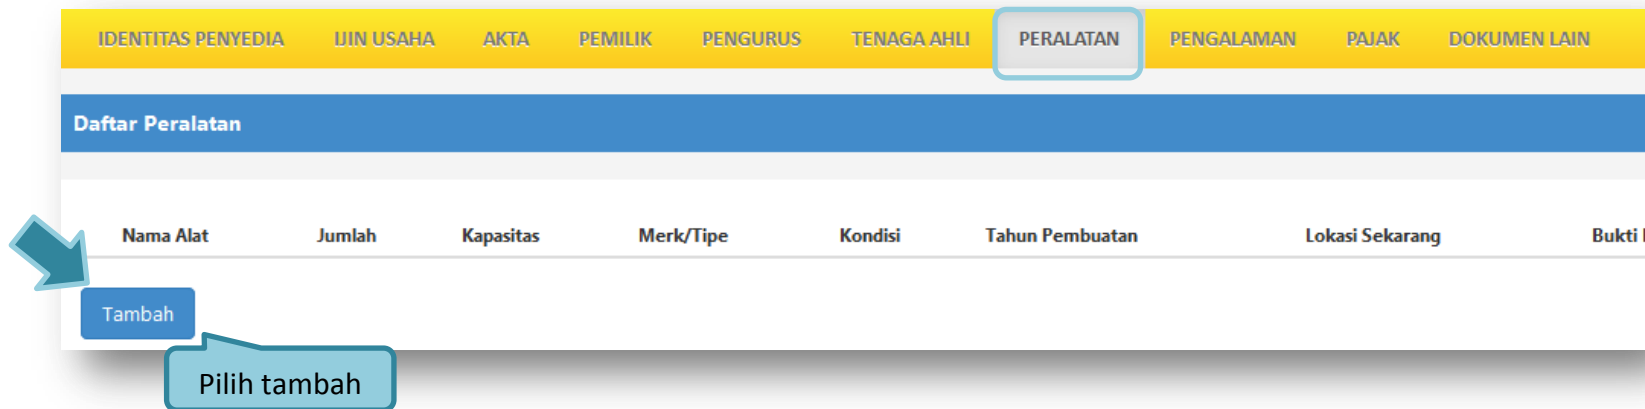 IDENTITAS PENYEDIA IJIN USAHA AKTA PEMILIK PENGURUS TENAGA AHLI PERALATAN PENGALAMAN PAJAK DOKUMEN LAIN
Daftar Peralatan
Nama Alat Jumlah Kapasitas Merk/Tipe Kondisi Tahun Pembuatan Lokasi Sekarang Bukti
Tambah
Pilih tambah